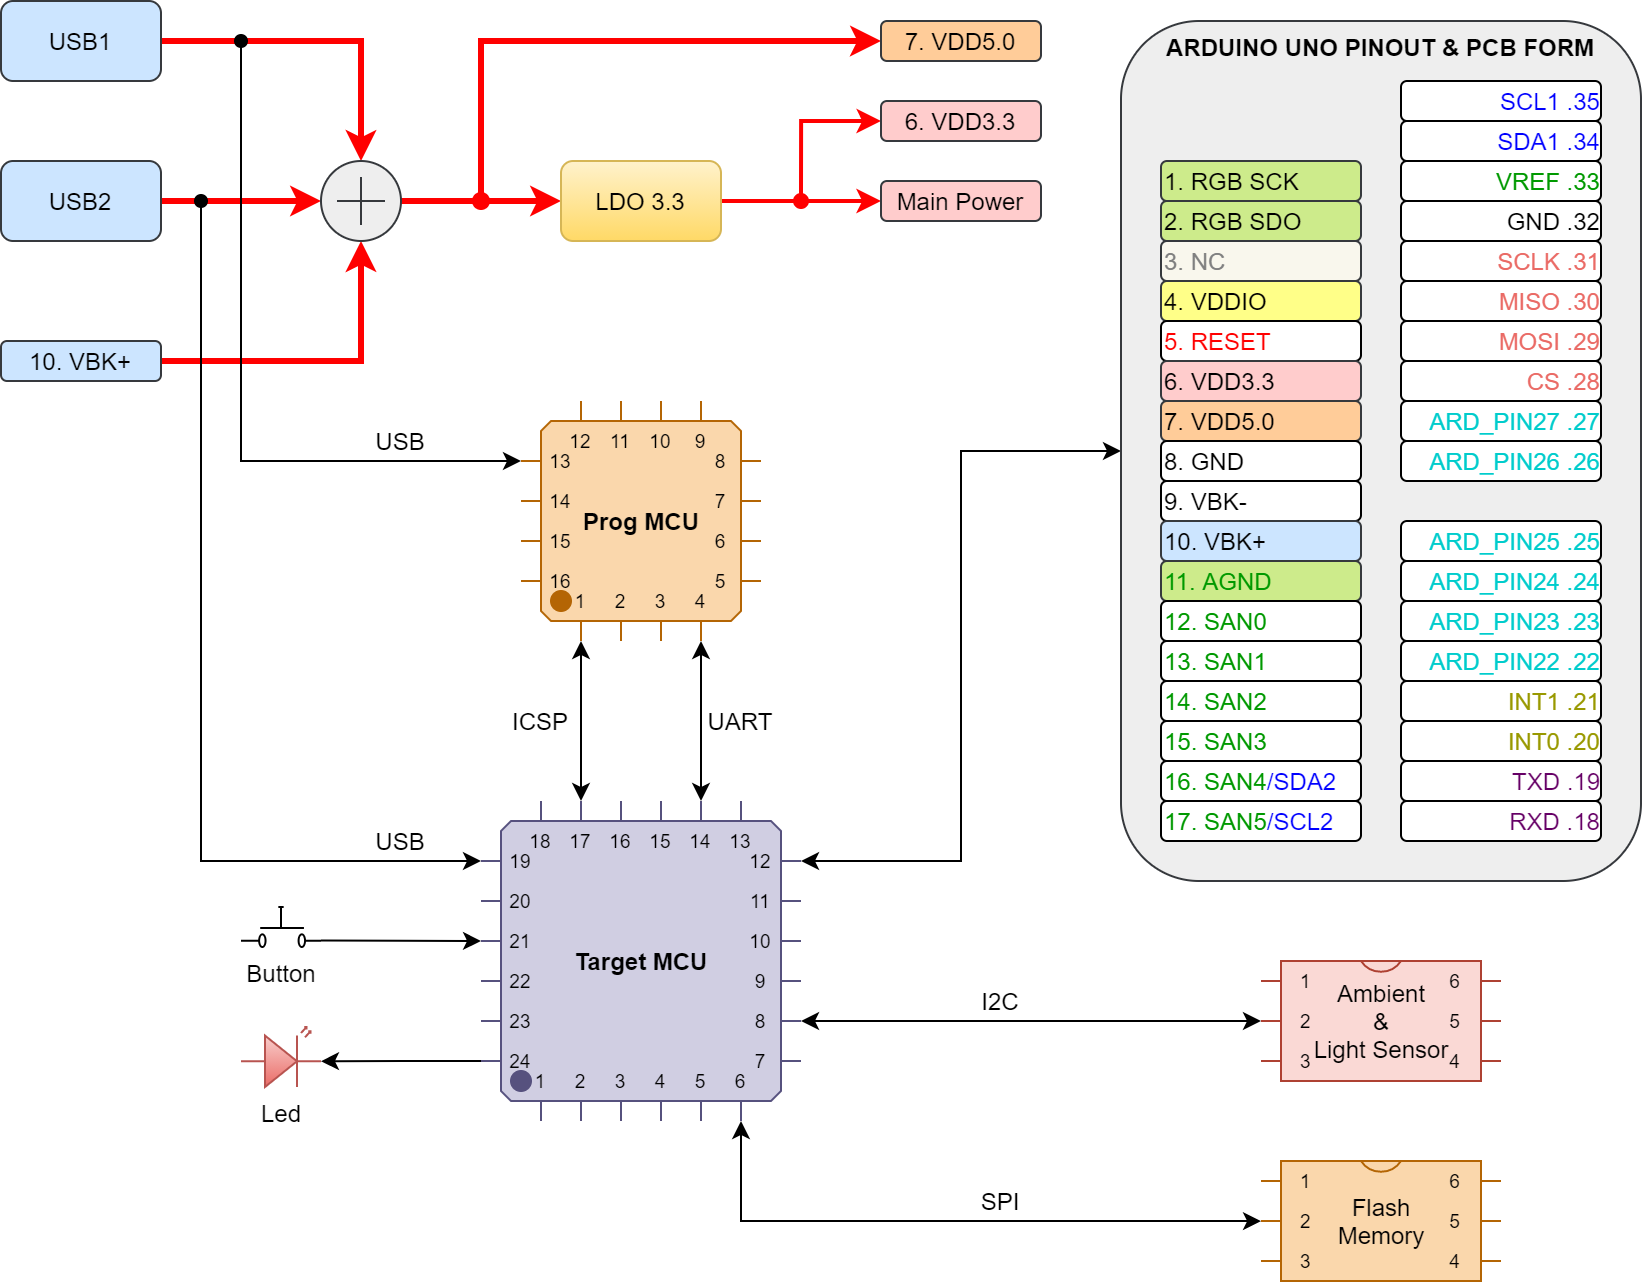 USB1
USB2
10. VBK+
7. VDD5.0
6. VDD3.3
LDO 3.3
Main Power
USB
12 11 10 9
13
14
15
16
8
7
6
5
Prog MCU
1 2 3 4
ICSP
UART
USB
18 17 16 15 14 13
19
20
21
22
23
24
12
11
10
9
8
7
Target MCU
1 2 3 4 5 6
Button
Led
I2C
SPI
ARDUINO UNO PINOUT & PCB FORM
1. RGB SCK
2. RGB SDO
3. NC
4. VDDIO
5. RESET
6. VDD3.3
7. VDD5.0
8. GND
9. VBK-
10. VBK+
11. AGND
12. SAN0
13. SAN1
14. SAN2
15. SAN3
16. SAN4/SDA2
17. SAN5/SCL2
SCL1 .35
SDA1 .34
VREF .33
GND .32
SCLK .31
MISO .30
MOSI .29
CS .28
ARD_PIN27 .27
ARD_PIN26 .26
ARD_PIN25 .25
ARD_PIN24 .24
ARD_PIN23 .23
ARD_PIN22 .22
INT1 .21
INT0 .20
TXD .19
RXD .18
1
2
3
Ambient
&
Light Sensor
6
5
4
1
2
3
Flash
Memory
6
5
4